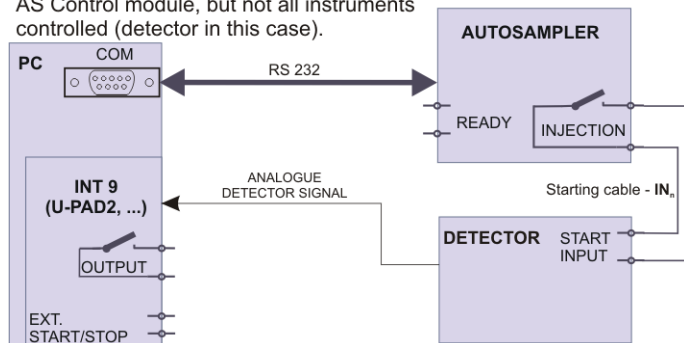 AS Control module, but not all instruments
controlled (detector in this case).
PC
COM
RS 232
AUTOSAMPLER
READY
INJECTION
INT 9
(U-PAD2, ...)
ANALOGUE
DETECTOR SIGNAL
Starting cable - INn
OUTPUT
DETECTOR
START
INPUT
EXT.
START/STOP